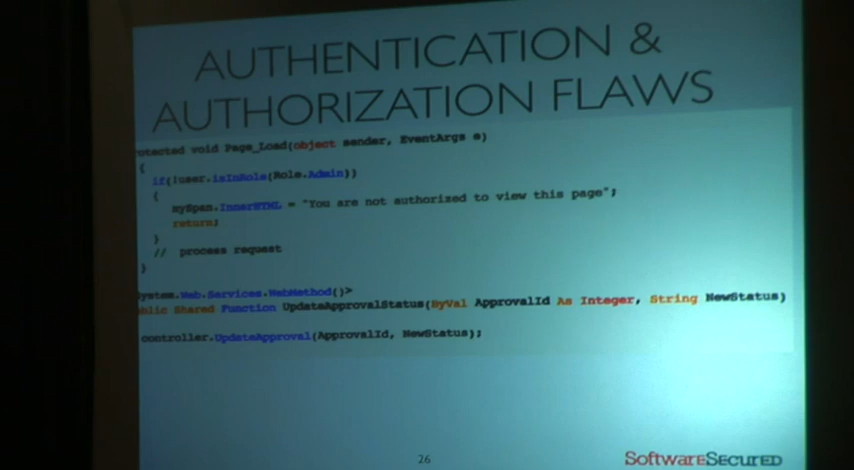 AUTHENTICATION &
AUTHORIZATION FLAWS
otected void Page_Load(object sender, EventArgs e)
{
if(!user.isInRole(Role.Admin))
{
mySpan.InnerHTML = "You are not authorized to view this page";
return;
}
// process request
}
ystem.Web.Services.WebMethod()>
blic Shared Function UpdateApprovalStatus(ByVal ApprovalId As Integer, String NewStatus)
controller.UpdateApproval(ApprovalId, NewStatus);
26
SoftwareSecured